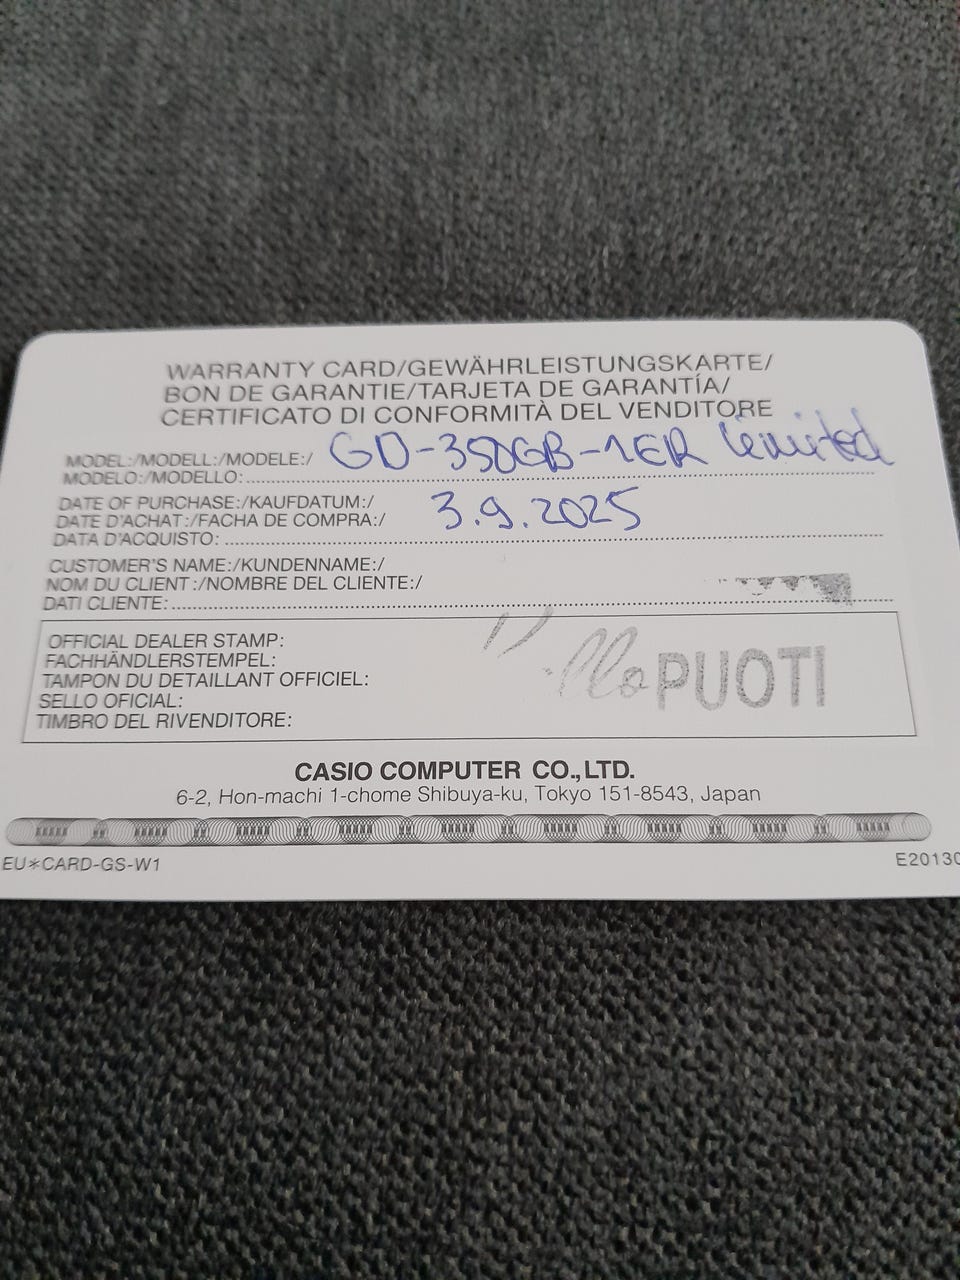 WARRANTY CARD/GEWÄHRLEISTUNGSKARTE/
BON DE GARANTIE/TARJETA DE GARANTÍA/
CERTIFICATO DI CONFORMITÀ DEL VENDITORE
MODEL:/MODELL:/MODELE:/ GD-350GB-1ER limited
MODELO:/MODELLO:
DATE OF PURCHASE:/KAUFDATUM:/ 3.9.2025
DATE D'ACHAT:/FACHA DE COMPRA:/
DATA D'ACQUISTO:
CUSTOMER'S NAME:/KUNDENNAME:/
NOM DU CLIENT:/NOMBRE DEL CLIENTE:/
DATI CLIENTE:
OFFICIAL DEALER STAMP:
FACHHÄNDLERSTEMPEL:
TAMPON DU DETAILLANT OFFICIEL:
SELLO OFICIAL:
TIMBRO DEL RIVENDITORE:
PUOTI
CASIO COMPUTER CO.,LTD.
6-2, Hon-machi 1-chome Shibuya-ku, Tokyo 151-8543, Japan
EU*CARD-GS-W1
E20130